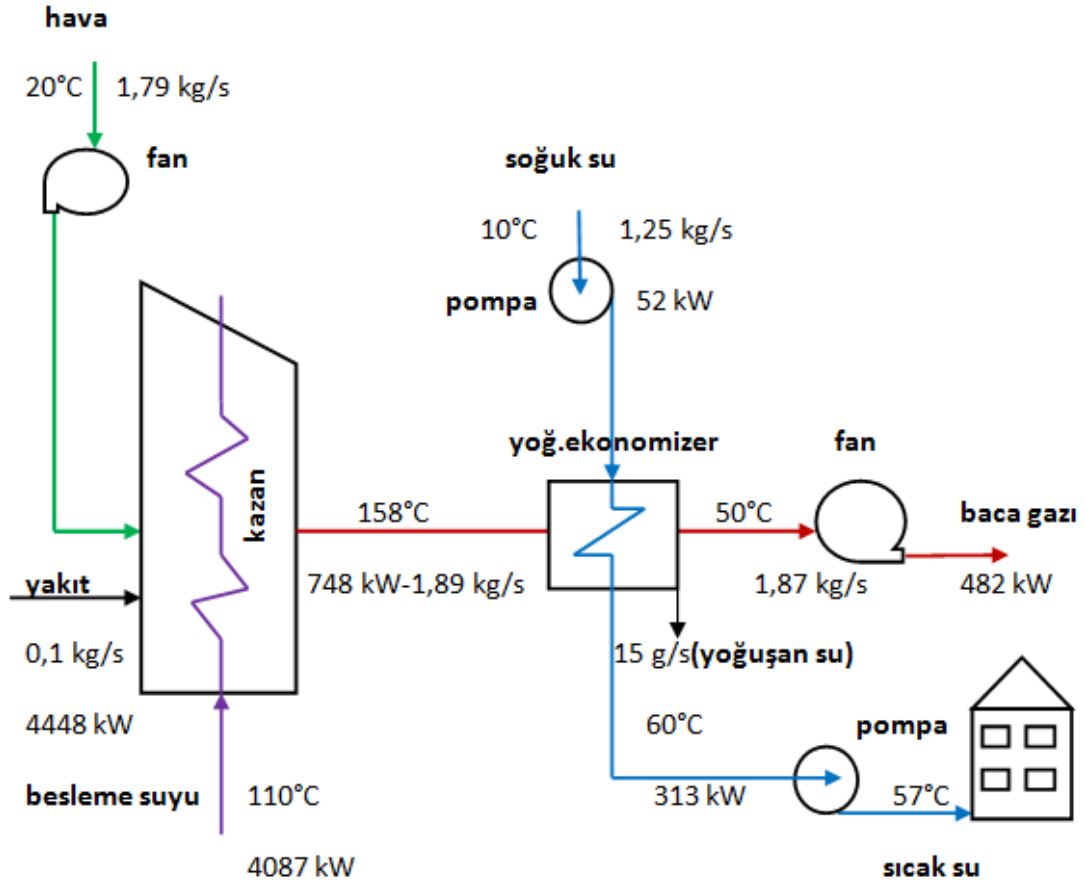 hava
20°C 1,79 kg/s
fan
soğuk su
10°C 1,25 kg/s
pompa 52 kW
yoğ.ekonomizer
fan
kazan
158°C
50°C
baca gazı
748 kW-1,89 kg/s
1,87 kg/s
482 kW
yakıt
0,1 kg/s
4448 kW
15 g/s(yoğuşan su)
60°C
pompa
313 kW
57°C
besleme suyu 110°C
4087 kW
sıcak su